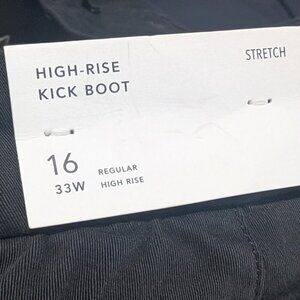 HIGH-RISE
KICK BOOT
STRETCH
16
33W
REGULAR
HIGH RISE